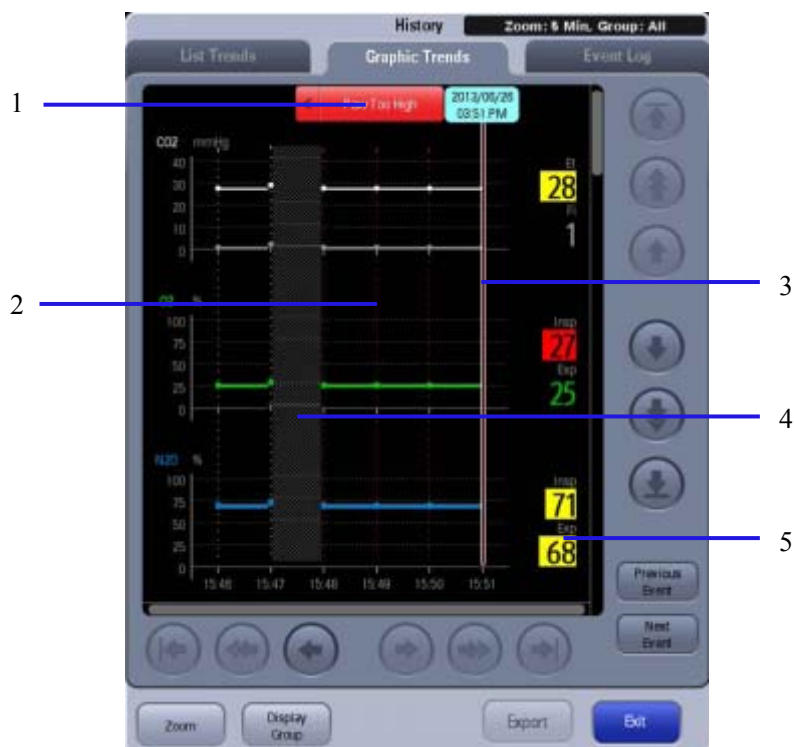 History Zoom: 5 Min, Group: All
List Trends Graphic Trends Event Log
1
Too High
2013/06/26
03:51 PM
CO2 mmHg
40
30
20
10
0
Et
28
Fi
1
2
3
O2 %
100
75
50
25
0
Insp
27
Exp
25
4
N2O %
100
75
50
25
0
Insp
71
Exp
68
5
15:46 15:47 15:48 15:49 15:50 15:51
Previous
Event
Next
Event
Zoom
Display
Group
Export
Exit